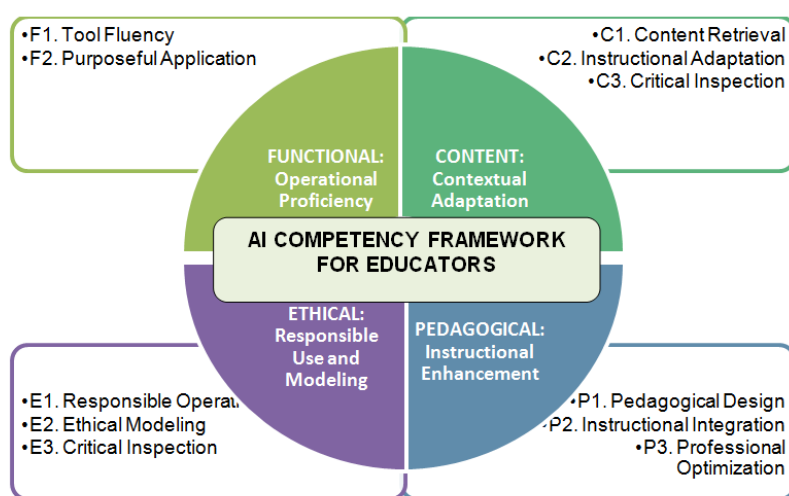 •F1. Tool Fluency
•F2. Purposeful Application
•C1. Content Retrieval
•C2. Instructional Adaptation
•C3. Critical Inspection
FUNCTIONAL:
Operational
Proficiency
CONTENT:
Contextual
Adaptation
AI COMPETENCY FRAMEWORK
FOR EDUCATORS
ETHICAL:
Responsible
Use and
Modeling
PEDAGOGICAL:
Instructional
Enhancement
•E1. Responsible
•E2. Ethical Modeling
•E3. Critical Inspection
•P1. Pedagogical Design
•P2. Instructional Integration
•P3. Professional
Optimization